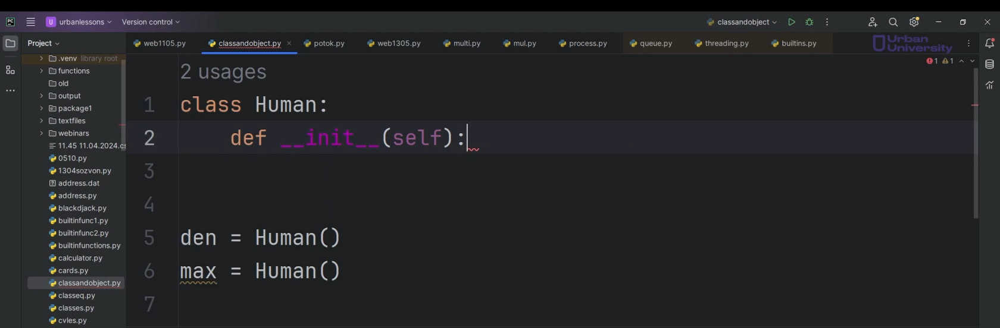 PC U urbanlessons Version control classandobject
Project web1105.py classandobject.py potok.py web1305.py multi.py mul.py process.py queue.py threading.py builtins.py Urban University
.venv library root
functions
old
output
package1
textfiles
webinars
11.45 11.04.2024.cs
0510.py
1304sozvon.py
address.dat
address.py
blackdjack.py
builtinfunc1.py
builtinfunc2.py
builtinfunctions.py
calculator.py
cards.py
classandobject.py
classeq.py
classes.py
cvles.py
1 1
2 usages
1 class Human:
2 def __init__(self):
3
4
5 den = Human()
6 max = Human()
7